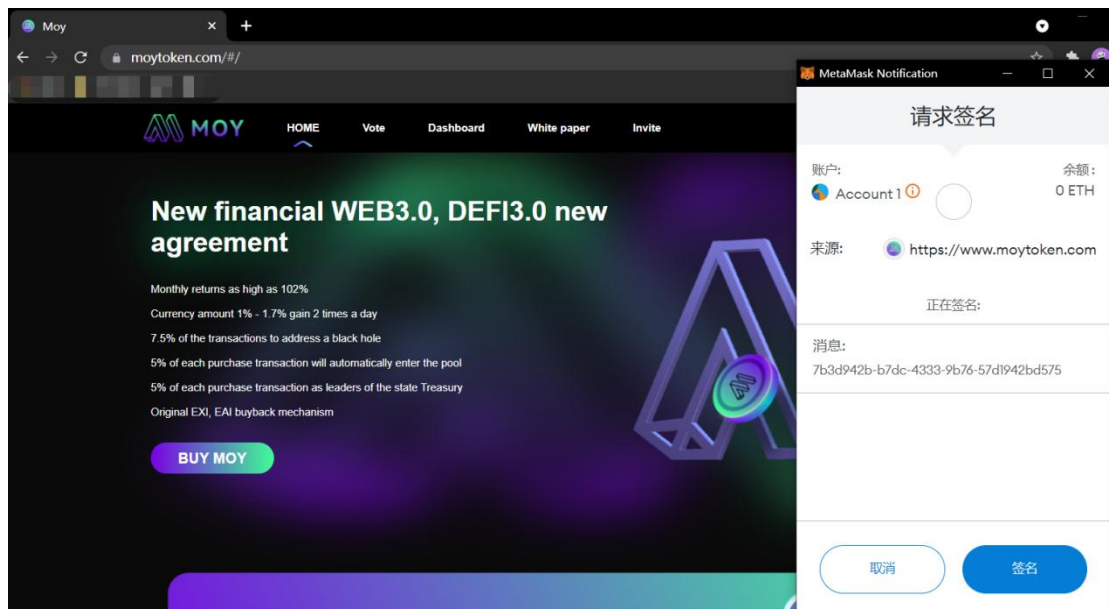 Moy
moytoken.com/#/
MOY
HOME
Vote
Dashboard
White paper
Invite
New financial WEB3.0, DEFI3.0 new
agreement
Monthly returns as high as 102%
Currency amount 1% - 1.7% gain 2 times a day
7.5% of the transactions to address a black hole
5% of each purchase transaction will automatically enter the pool
5% of each purchase transaction as leaders of the state Treasury
Original EXI, EAI buyback mechanism
BUY MOY
MetaMask Notification
请求签名
账户:
余额:
Account 1
0 ETH
来源:
https://www.moytoken.com
正在签名:
消息:
7b3d942b-b7dc-4333-9b76-57d1942bd575
取消
签名